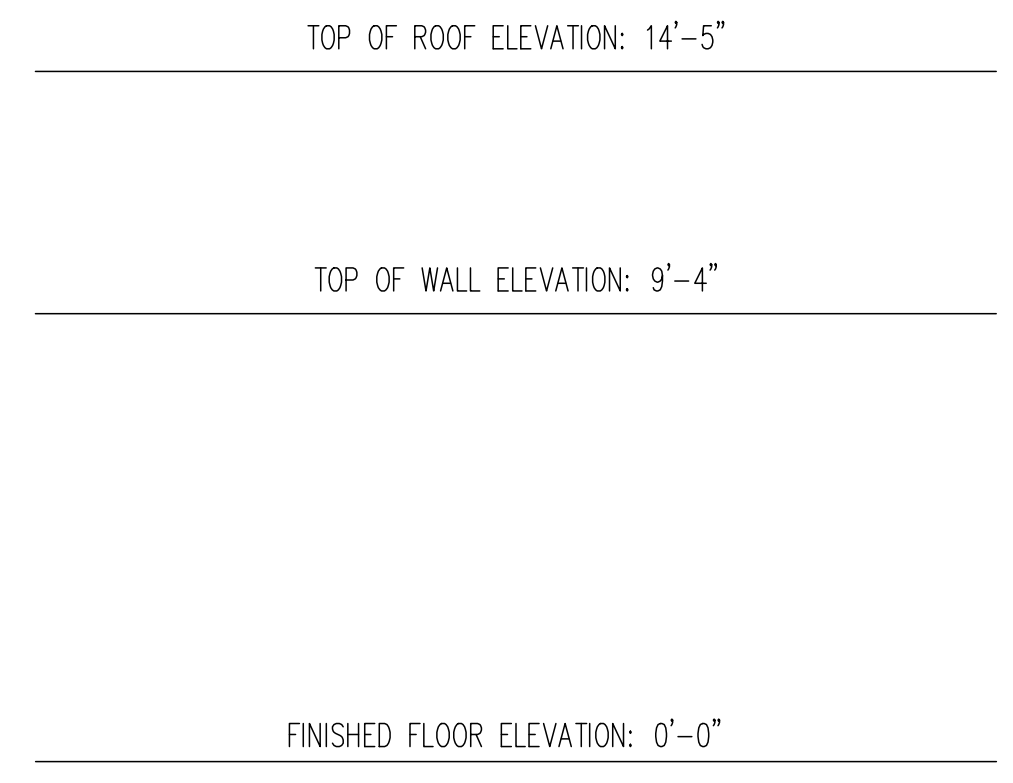 TOP OF ROOF ELEVATION: 14'-5"
TOP OF WALL ELEVATION: 9'-4"
FINISHED FLOOR ELEVATION: 0'-0"